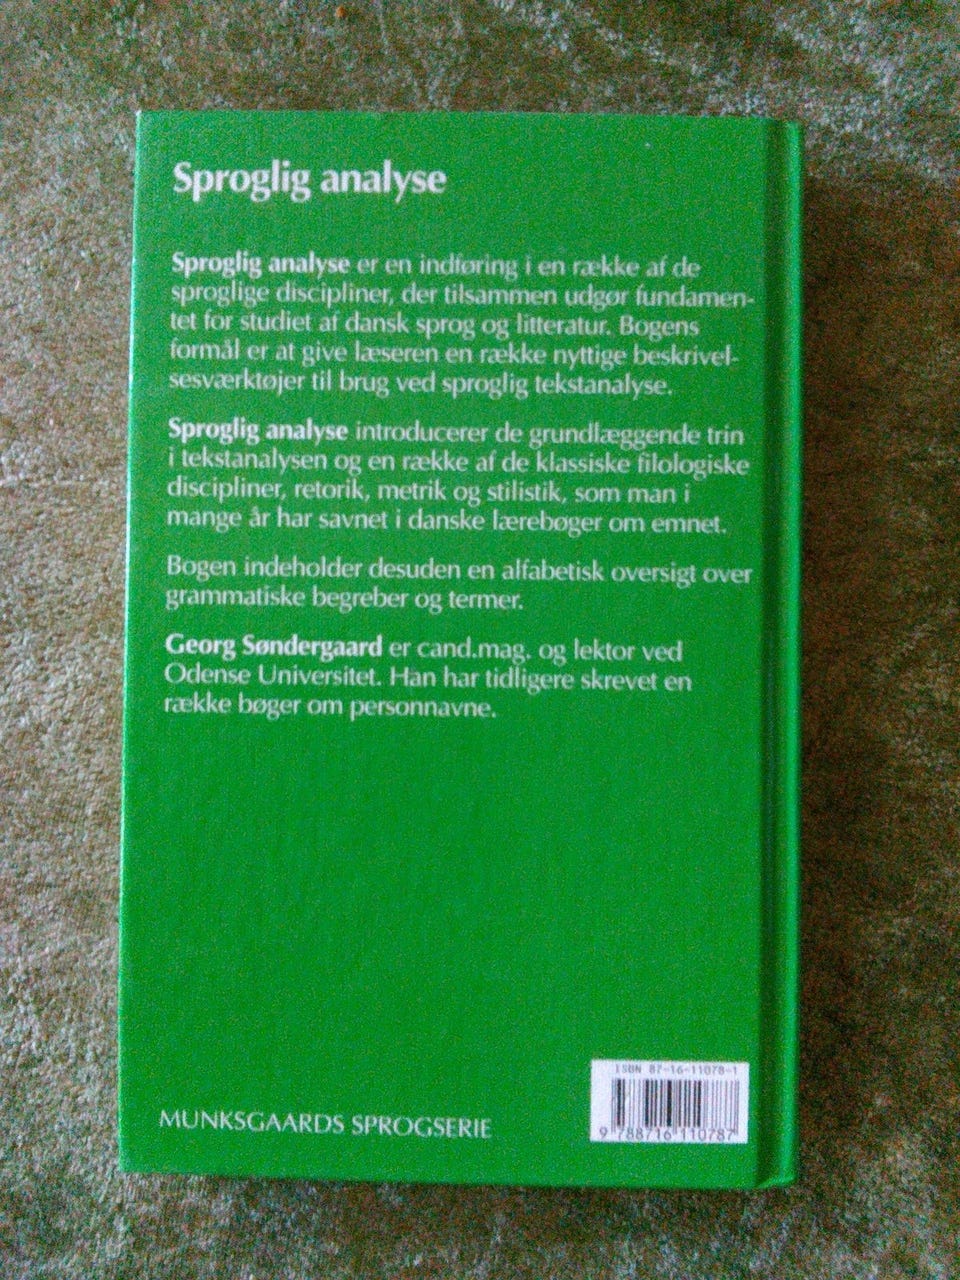 Sproglig analyse
Sproglig analyse er en indføring i en række af de
sproglige discipliner, der tilsammen udgør fundamen-
tet for studiet af dansk sprog og litteratur. Bogens
formål er at give læseren en række nyttige beskrivel-
sesværktøjer til brug ved sproglig tekstanalyse.
Sproglig analyse introducerer de grundlæggende trin
i tekstanalysen og en række af de klassiske filologiske
discipliner, retorik, metrik og stilistik, som man i
mange år har savnet i danske lærebøger om emnet.
Bogen indeholder desuden en alfabetisk oversigt over
grammatiske begreber og termer.
Georg Søndergaard er cand.mag. og lektor ved
Odense Universitet. Han har tidligere skrevet en
række bøger om personnavne.
MUNKSGAARDS SPROGSERIE
ISBN 87-16-11078-1
9 788716 110787